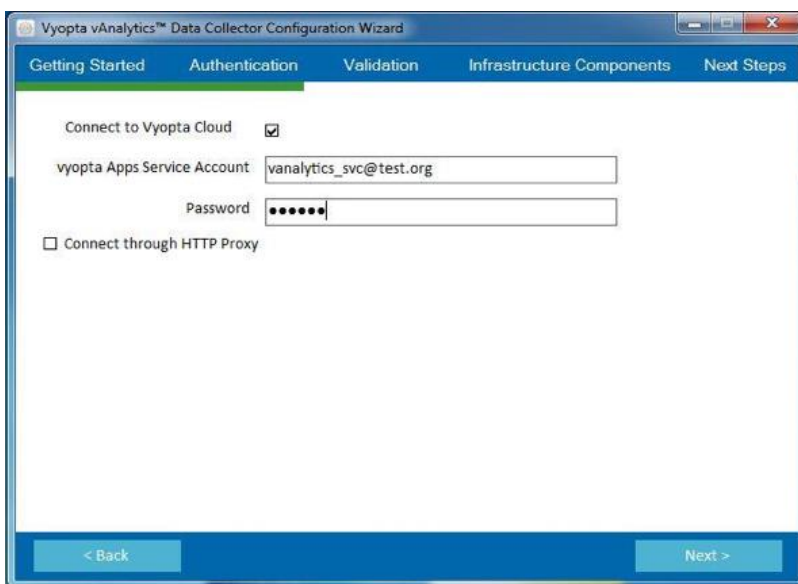 Vyopta vAnalytics™ Data Collector Configuration Wizard
Getting Started Authentication Validation Infrastructure Components Next Steps
Connect to Vyopta Cloud
vyopta Apps Service Account vanalytics_svc@test.org
Password ●●●●●●
Connect through HTTP Proxy
< Back Next >